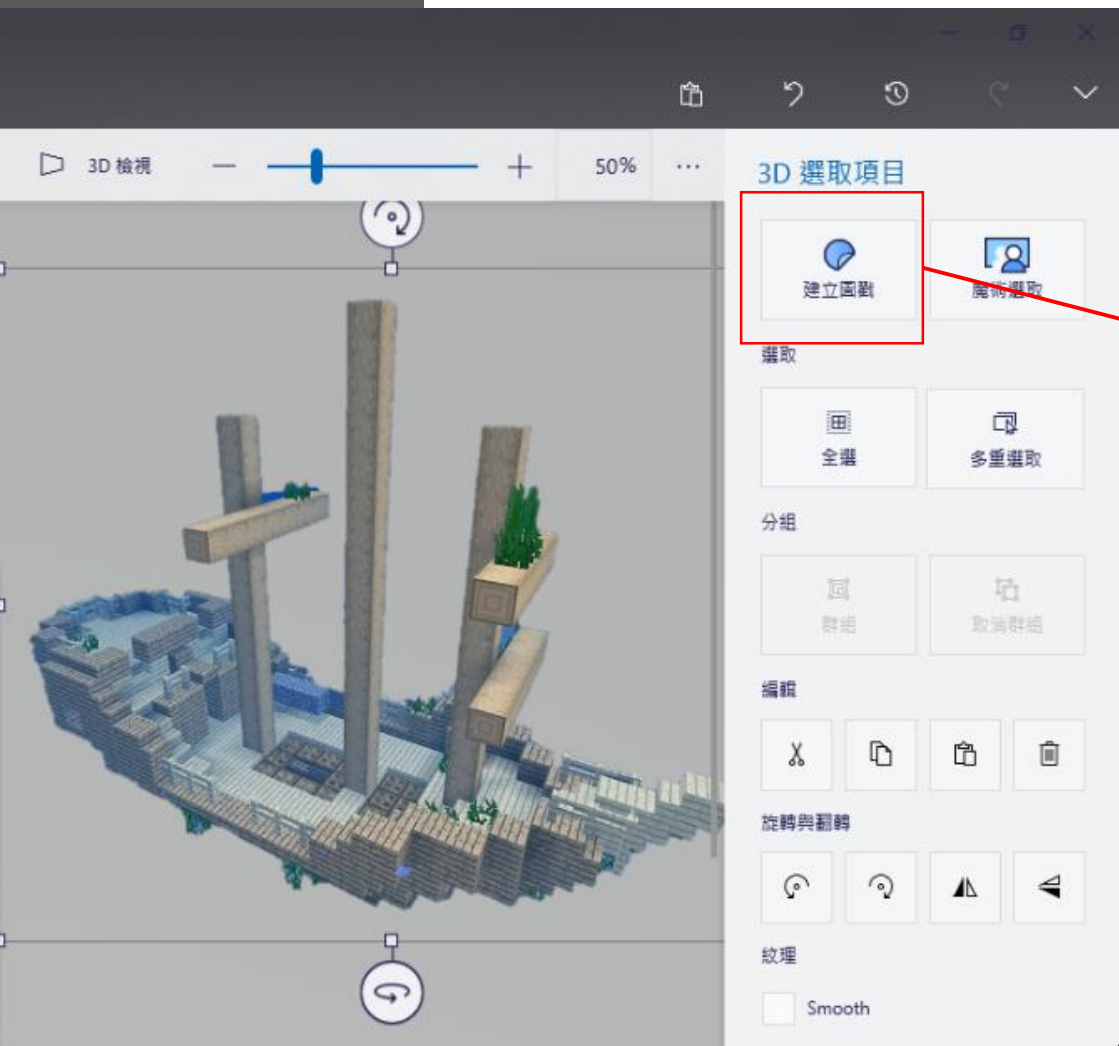 3D 檢視
50%
3D 選取項目
建立圖戳
魔術選取
選取
全選
多重選取
分組
群組
取消群組
編輯
旋轉與翻轉
紋理
Smooth